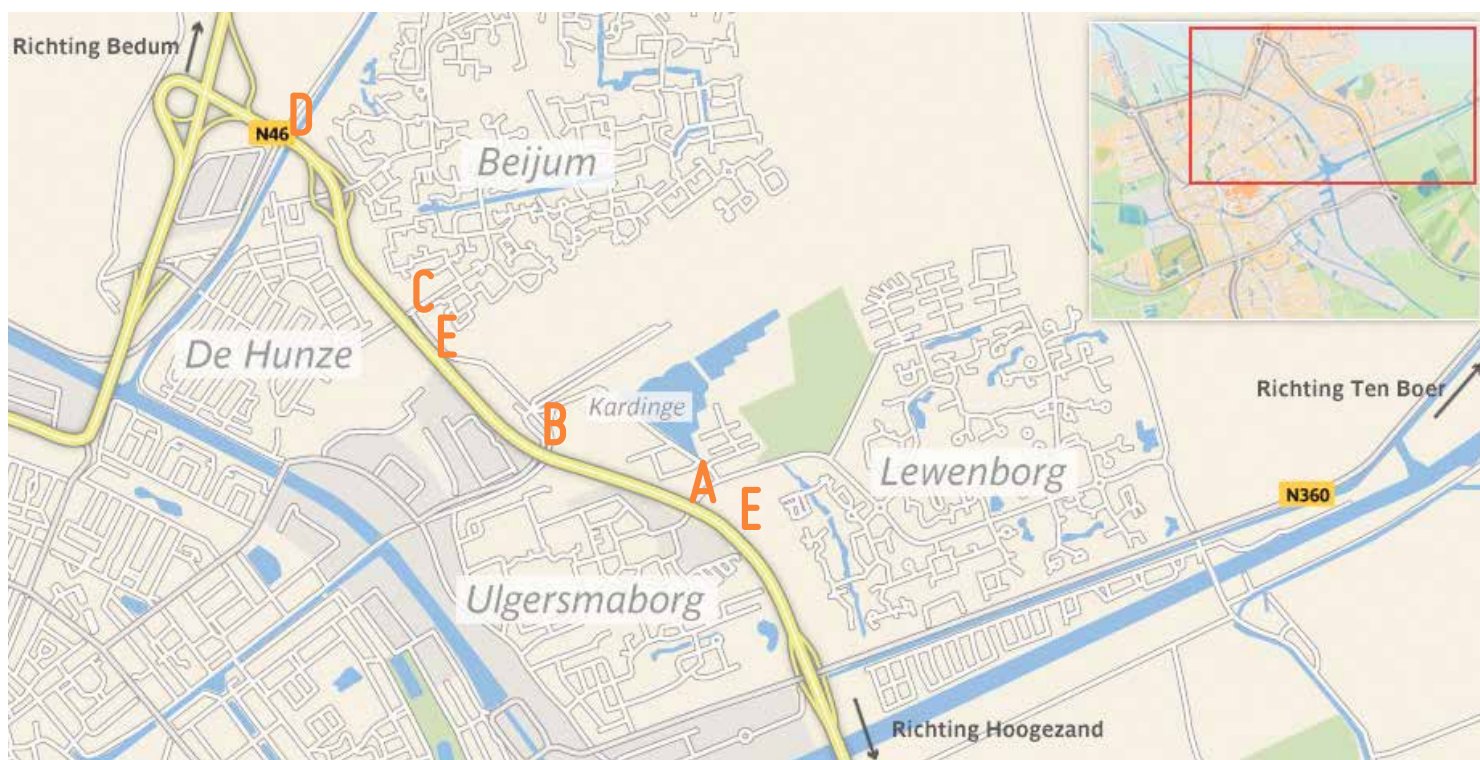 Richting Bedum
D
N46
Beijum
C
E
De Hunze
Richting Ten Boer
Kardinge
B
Lewenborg
A
E
N360
Ulgersmaborg
Richting Hoogezand